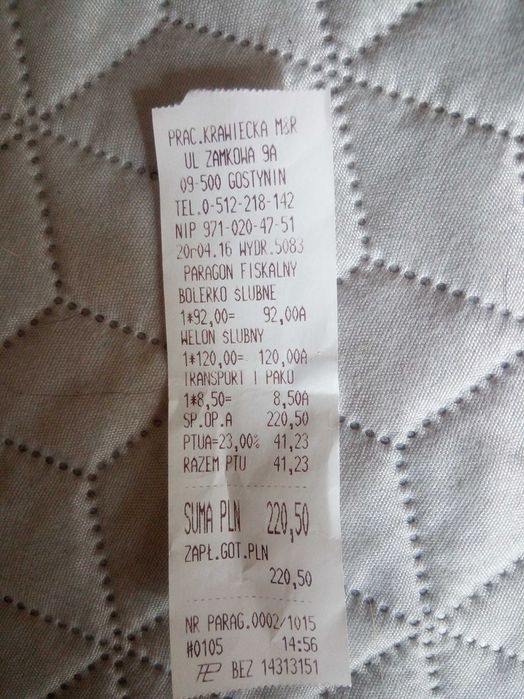 PRAC.KRAWIECKA M&R
UL ZAMKOWA 9A
09-500 GOSTYNIN
TEL.0-512-218-142
NIP 971-020-47-51
20r04.16 WYDR.5083
PARAGON FISKALNY
BOLERKO ŚLUBNE
1*92,00= 92,00A
WELON ŚLUBNY
1*120,00= 120,00A
TRANSPORT I PAKO
1*8,50= 8,50A
SP.OP.A 220,50
PTUA=23,00% 41,23
RAZEM PTU 41,23
SUMA PLN 220,50
ZAPŁ.GOT.PLN
220,50
NR PARAG.0002/1015
#0105 14:56
BEZ 14313151